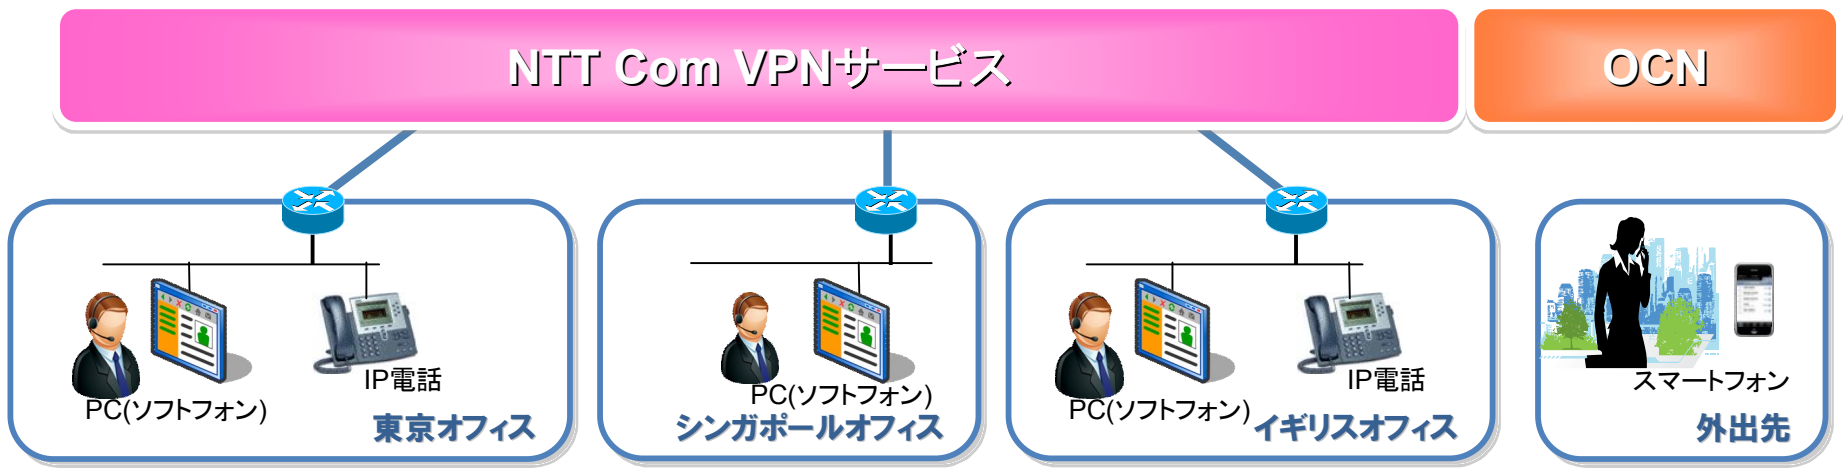 NTT Com VPNサービス
OCN
PC(ソフトフォン)
IP電話
東京オフィス
PC(ソフトフォン)
シンガポールオフィス
PC(ソフトフォン)
IP電話
イギリスオフィス
スマートフォン
外出先